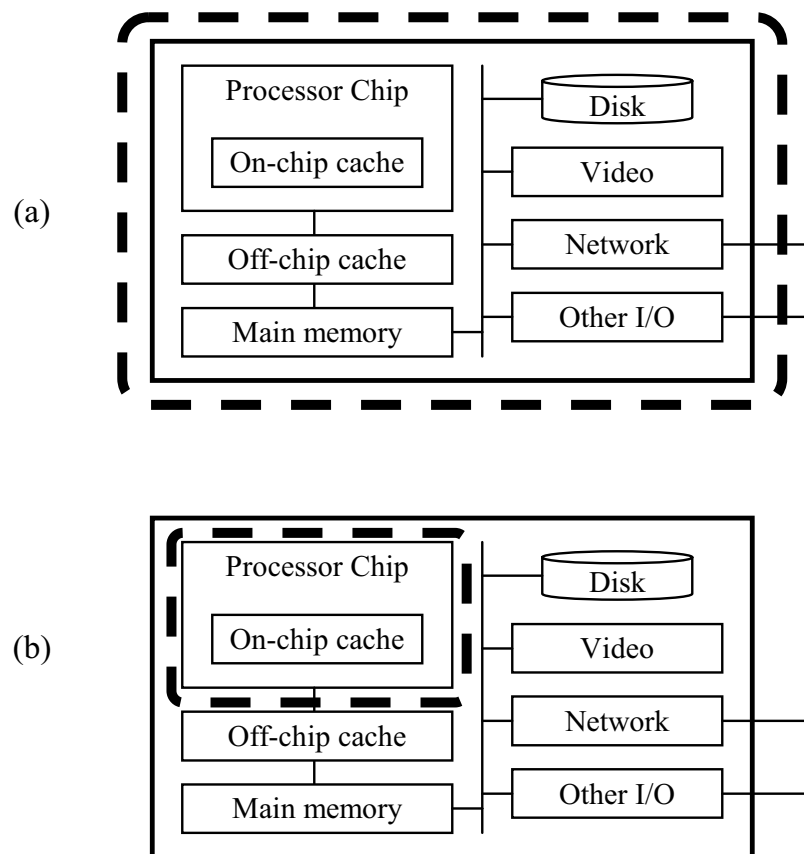 (a)
Processor Chip
On-chip cache
Off-chip cache
Main memory
Disk
Video
Network
Other I/O
(b)
Processor Chip
On-chip cache
Off-chip cache
Main memory
Disk
Video
Network
Other I/O